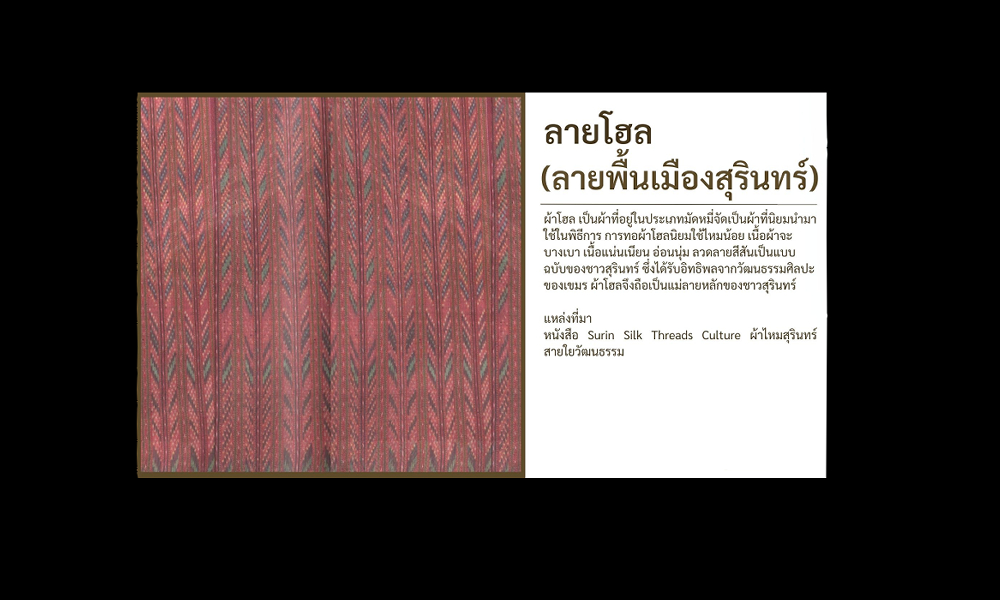 ลายโฮล
(ลายพื้นเมืองสุรินทร์)
ผ้าโฮล เป็นผ้าที่อยู่ในประเภทมัดหมี่จัดเป็นผ้าที่นิยมนำมา
ใช้ในพิธีการ การทอผ้าโฮลนิยมใช้ไหมน้อย เนื้อผ้าจะ
บางเบา เนื้อแน่นเนียน อ่อนนุ่ม ลวดลายสีสันเป็นแบบ
ฉบับของชาวสุรินทร์ ซึ่งได้รับอิทธิพลจากวัฒนธรรมศิลปะ
ของเขมร ผ้าโฮลจึงถือเป็นแม่ลายหลักของชาวสุรินทร์
แหล่งที่มา
หนังสือ Surin Silk Threads Culture ผ้าไหมสุรินทร์
สายใยวัฒนธรรม